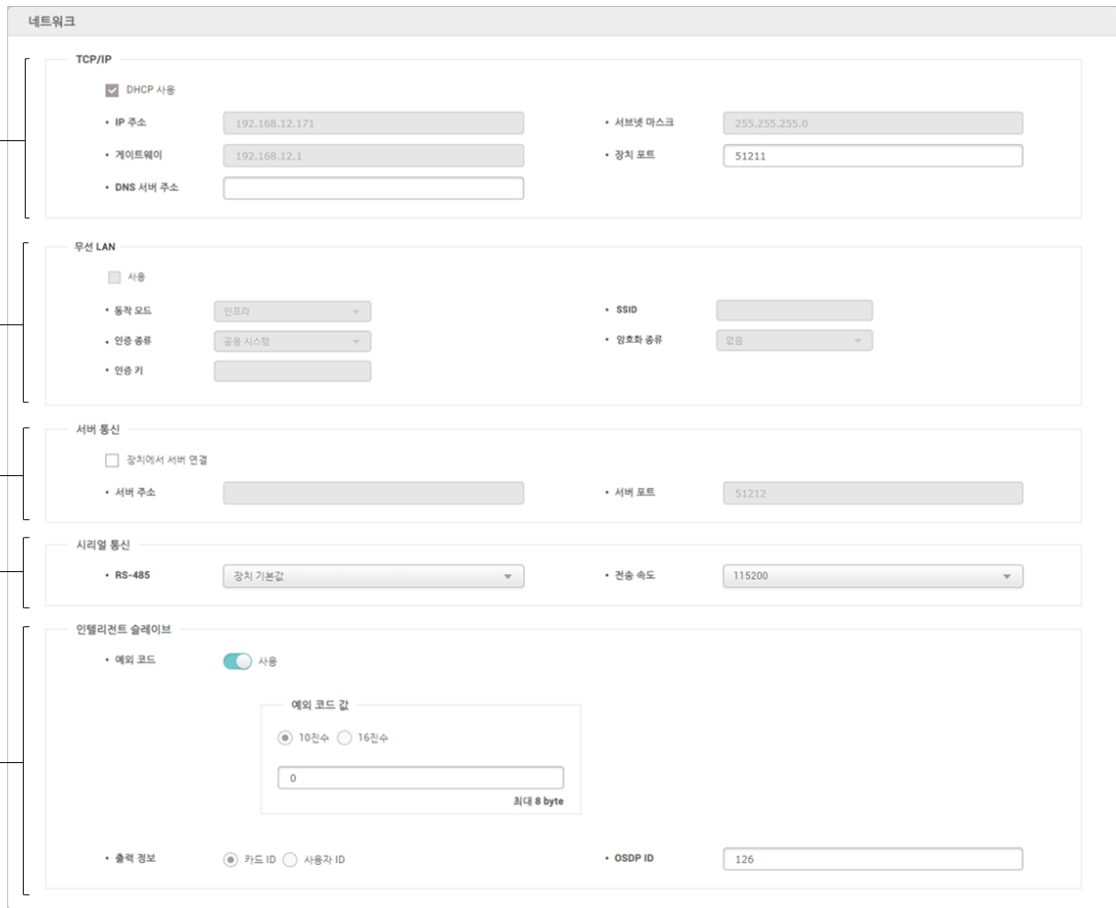 네트워크
TCP/IP
DHCP 사용
• IP 주소 192.168.12.171 • 서브넷 마스크 255.255.255.0
• 게이트웨이 192.168.12.1 • 장치 포트 51211
• DNS 서버 주소
무선 LAN
사용
• 동작 모드 인프라 • SSID
• 인증 종류 공용 시스템 • 암호화 종류 없음
• 인증 키
서버 통신
장치에서 서버 연결
• 서버 주소 • 서버 포트 51212
시리얼 통신
• RS-485 장치 기본값 • 전송 속도 115200
인텔리전트 슬레이브
• 예외 코드 사용
예외 코드 값
10진수 16진수
0
최대 8 byte
• 출력 정보 카드 ID 사용자 ID • OSDP ID 126